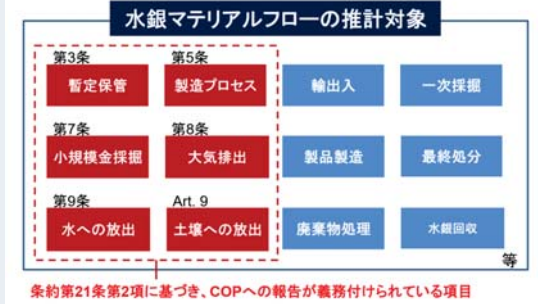 水銀マテリアルフローの推計対象
第3条 第5条
暫定保管 製造プロセス 輸出入 一次採掘
第7条 第8条
小規模金採掘 大気排出 製品製造 最終処分
第9条 Art. 9
水への放出 土壌への放出 廃棄物処理 水銀回収
等
条約第21条第2項に基づき、COPへの報告が義務付けられている項目